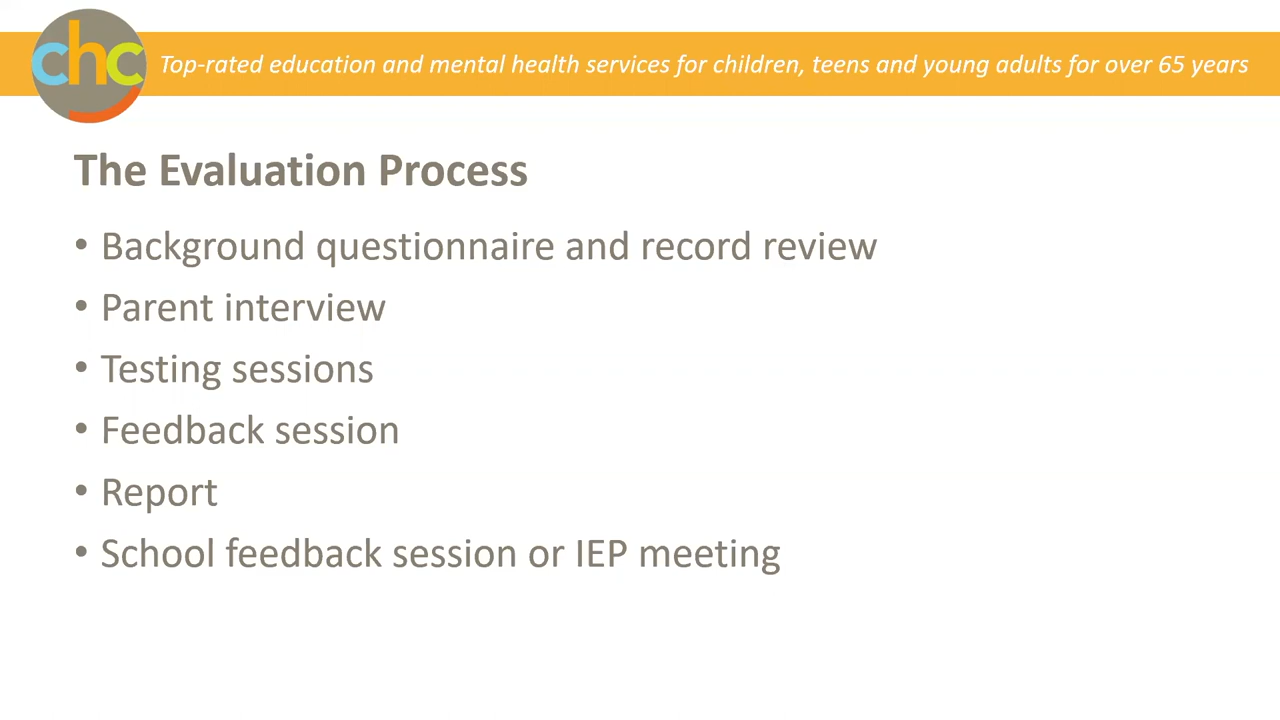 chc
Top-rated education and mental health services for children, teens and young adults for over 65 years
The Evaluation Process
• Background questionnaire and record review
• Parent interview
• Testing sessions
• Feedback session
• Report
• School feedback session or IEP meeting